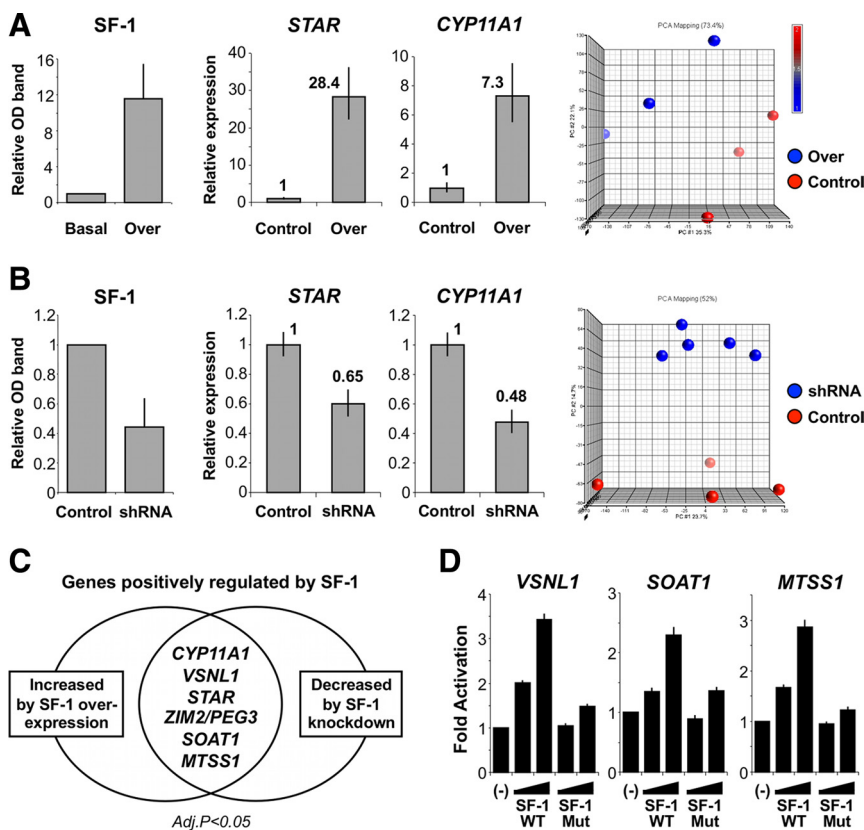 A
SF-1
STAR
CYP11A1
PCA Mapping (73.4%)
Relative OD band
16
12
8
4
0
Basal Over
Relative expression
50
40
30
20
10
0
1
28.4
Control Over
10
8
6
4
2
0
1
7.3
Control Over
Over
Control
B
SF-1
STAR
CYP11A1
PCA Mapping (52%)
Relative OD band
1.2
1
0.8
0.6
0.4
0.2
0
Control shRNA
Relative expression
1.2
1
0.8
0.6
0.4
0.2
0
1
0.65
Control shRNA
1.2
1
0.8
0.6
0.4
0.2
0
1
0.48
Control shRNA
shRNA
Control
C
Genes positively regulated by SF-1
Increased
by SF-1 over-
expression
CYP11A1
VSNL1
STAR
ZIM2/PEG3
SOAT1
MTSS1
Decreased
by SF-1
knockdown
Adj.P<0.05
D
VSNL1
SOAT1
MTSS1
Fold Activation
4
3
2
1
0
(-)
SF-1
WT
SF-1
Mut
3
2
1
0
(-)
SF-1
WT
SF-1
Mut
3
2
1
0
(-)
SF-1
WT
SF-1
Mut